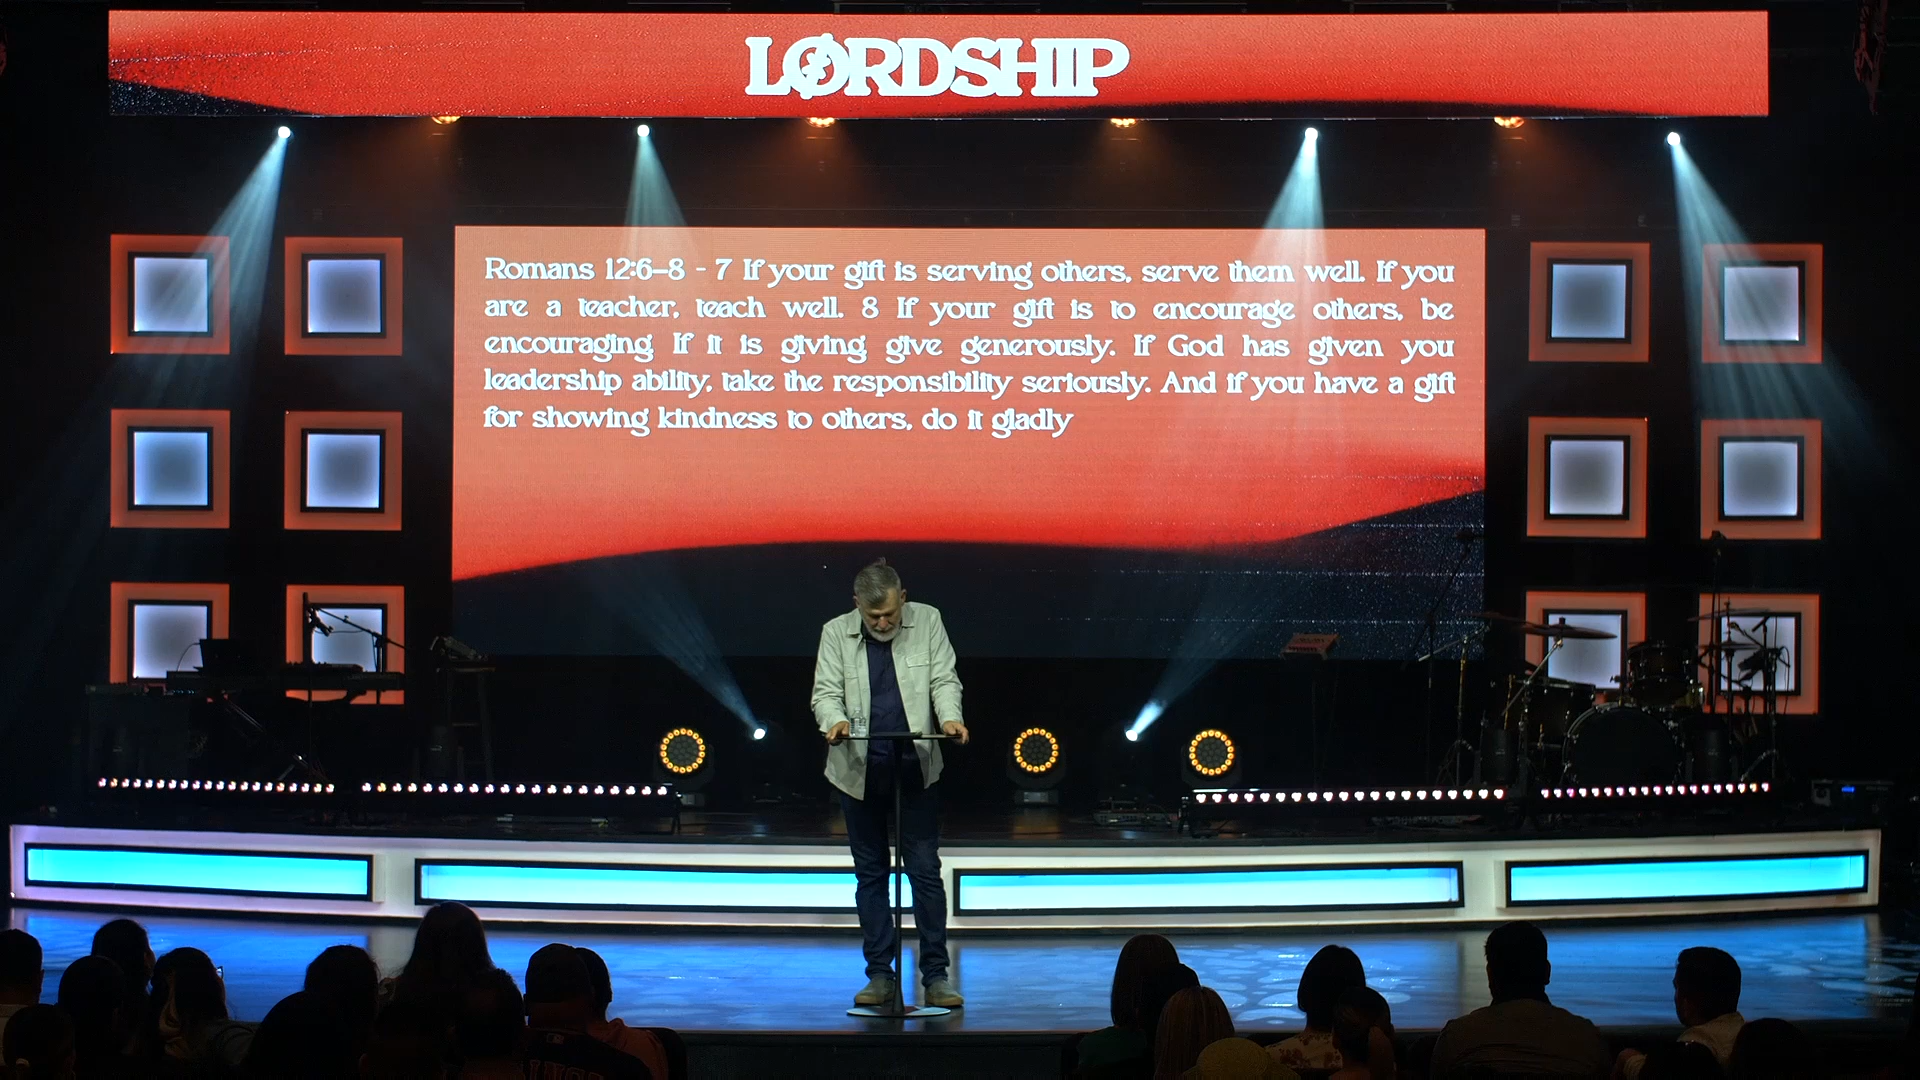 LORDSHIP
Romans 12:6–8 - 7 If your gift is serving others, serve them well. If you
are a teacher, teach well. 8 If your gift is to encourage others, be
encouraging. If it is giving, give generously. If God has given you
leadership ability, take the responsibility seriously. And if you have a gift
for showing kindness to others, do it gladly